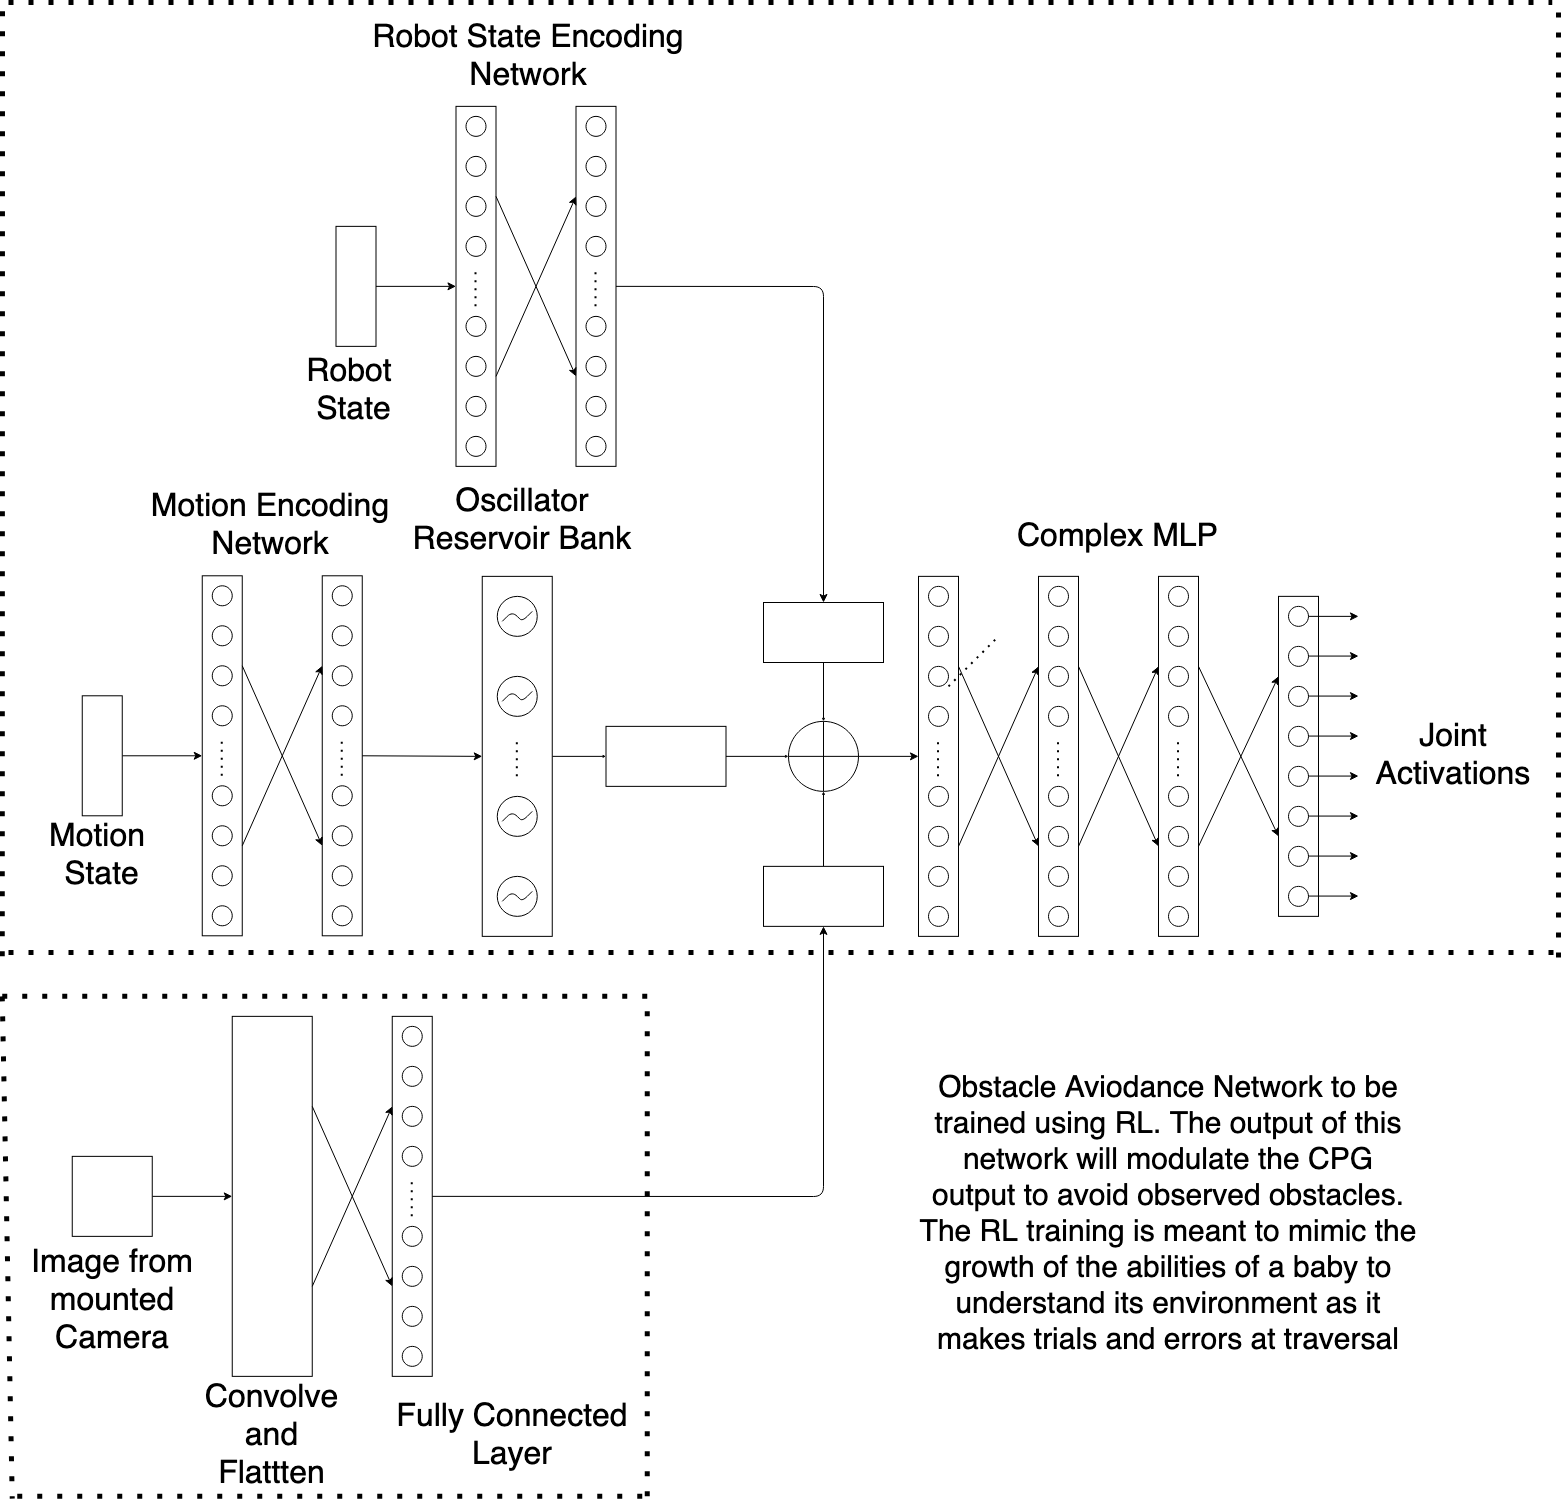 Robot State Encoding
Network
Robot
State
Motion Encoding
Network
Oscillator
Reservoir Bank
Complex MLP
Motion
State
Joint
Activations
Image from
mounted
Camera
Convolve
and
Flattten
Fully Connected
Layer
Obstacle Aviodance Network to be
trained using RL. The output of this
network will modulate the CPG
output to avoid observed obstacles.
The RL training is meant to mimic the
growth of the abilities of a baby to
understand its environment as it
makes trials and errors at traversal